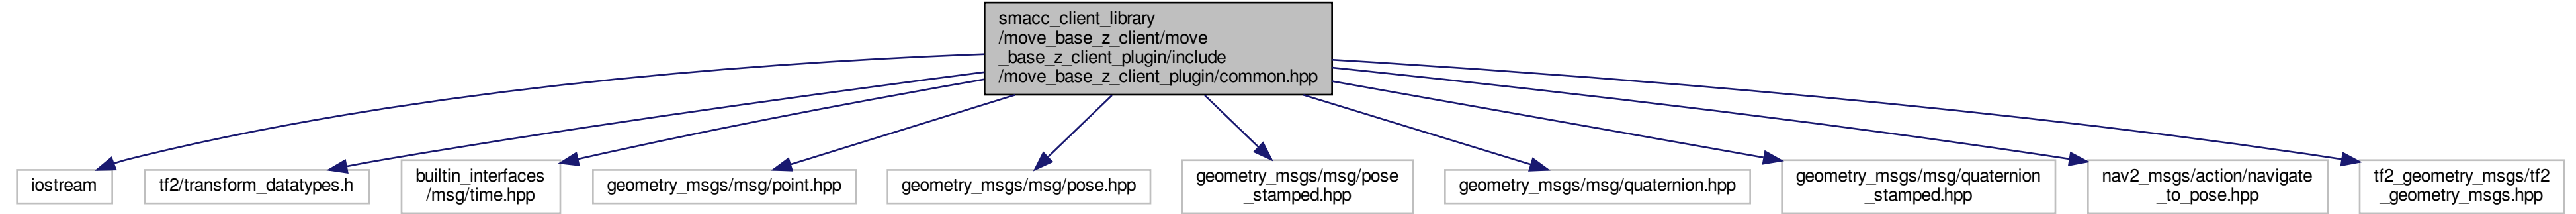 smacc_client_library
/move_base_z_client/move
_base_z_client_plugin/include
/move_base_z_client_plugin/common.hpp
iostream
tf2/transform_datatypes.h
builtin_interfaces
/msg/time.hpp
geometry_msgs/msg/point.hpp
geometry_msgs/msg/pose.hpp
geometry_msgs/msg/pose
_stamped.hpp
geometry_msgs/msg/quaternion.hpp
geometry_msgs/msg/quaternion
_stamped.hpp
nav2_msgs/action/navigate
_to_pose.hpp
tf2_geometry_msgs/tf2
_geometry_msgs.hpp